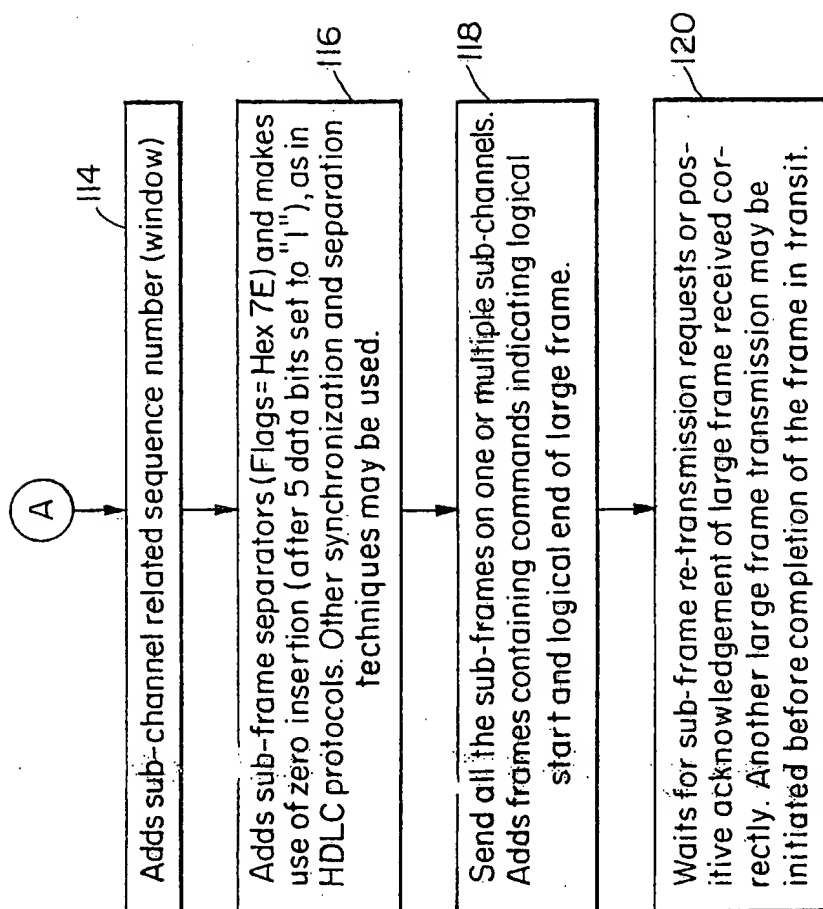 A
114
Adds sub-channel related sequence number (window)
116
Adds sub-frame separators (Flags=Hex 7E) and makes
use of zero insertion (after 5 data bits set to "1"), as in
HDLC protocols. Other synchronization and separation
techniques may be used.
118
Send all the sub-frames on one or multiple sub-channels.
Adds frames containing commands indicating logical
start and logical end of large frame.
120
Waits for sub-frame re-transmission requests or pos-
itive acknowledgement of large frame received cor-
rectly. Another large frame transmission may be
initiated before completion of the frame in transit.